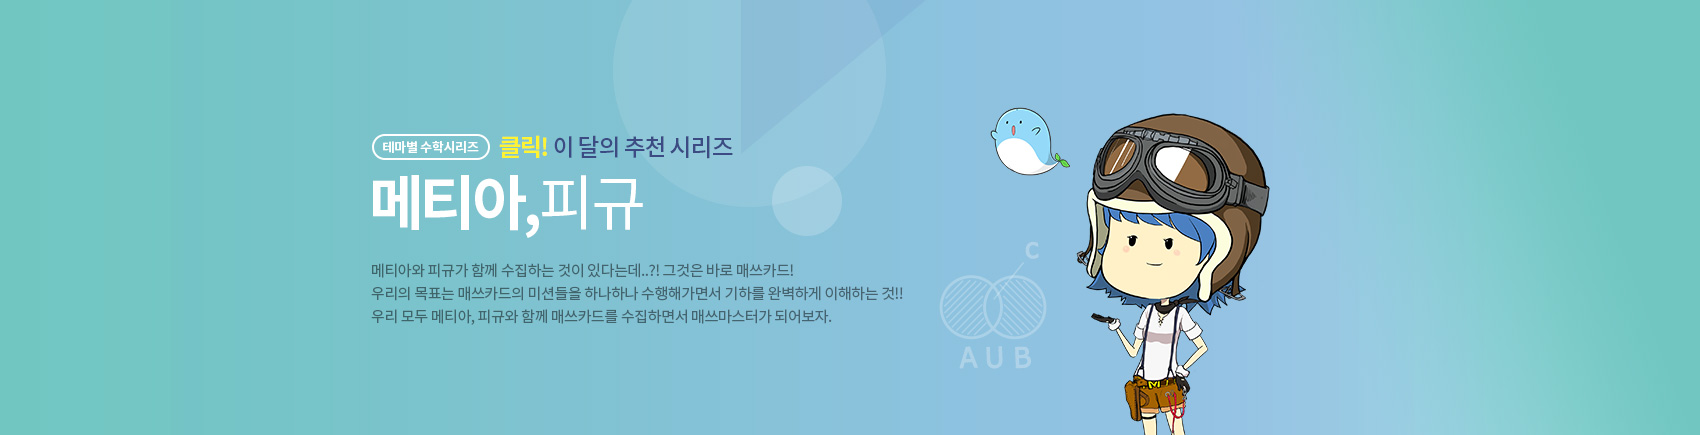 테마별 수학시리즈 클릭! 이 달의 추천 시리즈
메티아,피규
메티아와 피규가 함께 수집하는 것이 있다는데..?! 그것은 바로 매쓰카드!
우리의 목표는 매쓰카드의 미션들을 하나하나 수행해가면서 기하를 완벽하게 이해하는 것!!
우리 모두 메티아, 피규와 함께 매쓰카드를 수집하면서 매쓰마스터가 되어보자.
C
A U B
M